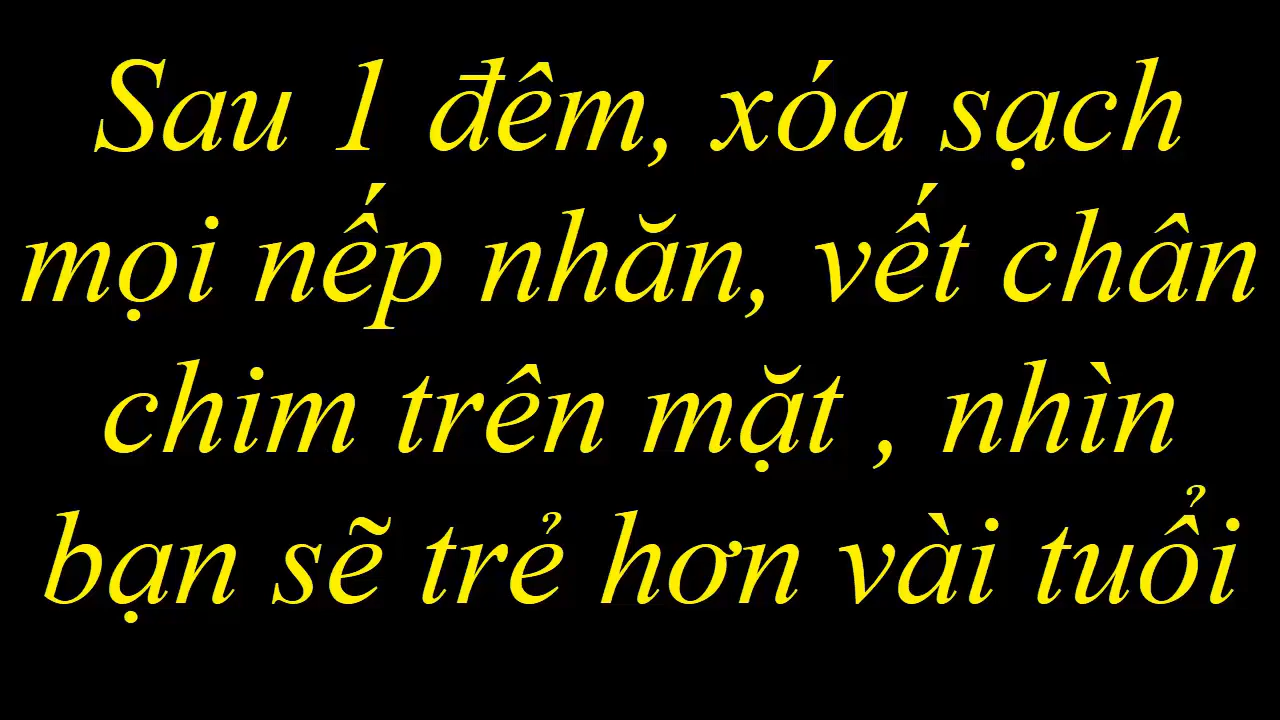 Sau 1 đêm, xóa sạch
mọi nếp nhăn, vết chân
chim trên mặt , nhìn
bạn sẽ trẻ hơn vài tuổi